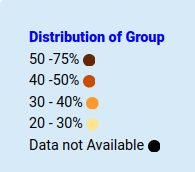 Distribution of Group
50 -75%
40 -50%
30 - 40%
20 - 30%
Data not Available